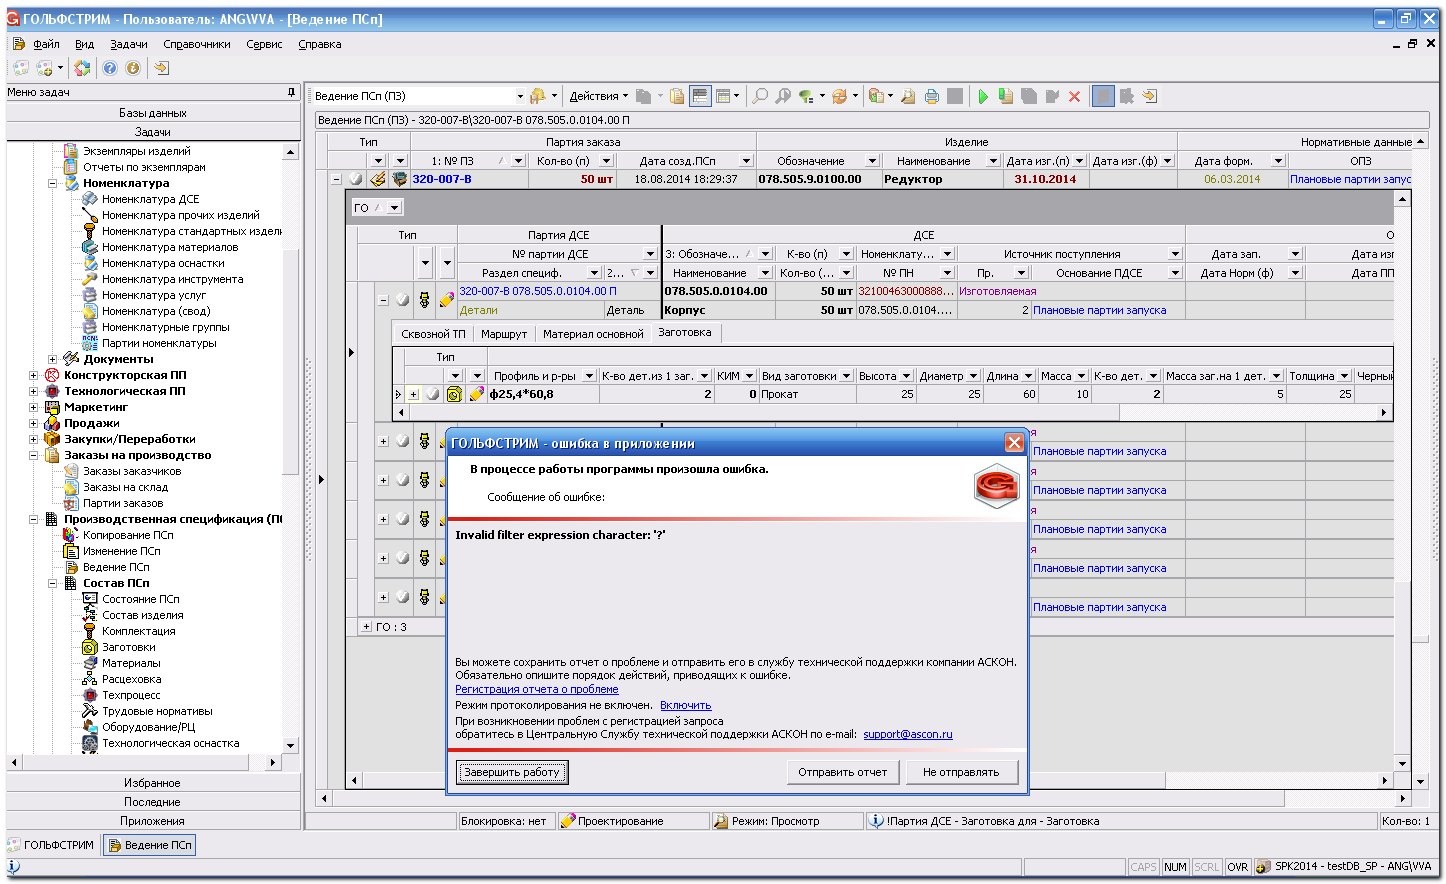 ГОЛЬФСТРИМ - Пользователь: ANG\VVA - [Ведение ПСп]
Файл Вид Задачи Справочники Сервис Справка
Меню задач
Базы данных
Задачи
Экземпляры изделий
Отчеты по экземплярам
Номенклатура
Номенклатура ДСЕ
Номенклатура прочих изделий
Номенклатура стандартных издели
Номенклатура материалов
Номенклатура оснастки
Номенклатура инструмента
Номенклатура услуг
Номенклатура (свод)
Номенклатурные группы
Партии номенклатуры
Документы
Конструкторская ПП
Технологическая ПП
Маркетинг
Продажи
Закупки/Переработки
Заказы на производство
Заказы заказчиков
Заказы на склад
Партии заказов
Производственная спецификация (П
Копирование ПСп
Изменение ПСп
Ведение ПСп
Состав ПСп
Состояние ПСп
Состав изделия
Комплектация
Заготовки
Материалы
Расцеховка
Техпроцесс
Трудовые нормативы
Оборудование/РЦ
Технологическая оснастка
Избранное
Последние
Приложения
Ведение ПСп (ПЗ) Действия
Ведение ПСп (ПЗ) - 320-007-В\320-007-В 078.505.0.0104.00 П
Тип Партия заказа Изделие Нормативные данные
1: № ПЗ Кол-во (п) Дата созд.ПСп Обозначение Наименование Дата изг.(п) Дата изг.(ф) Дата форм. ОПЗ
320-007-В 50 шт 18.08.2014 18:29:37 078.505.9.0100.00 Редуктор 31.10.2014 06.03.2014 Плановые партии запус
ГО
Тип Партия ДСЕ ДСЕ О
№ партии ДСЕ 3: Обозначе... К-во (п) Номенклату... Источник поступления Дата зап. Дата изг
Раздел специф. 2... Наименование Кол-во (... № ПН Пр. Основание ПДСЕ Дата Норм (ф) Дата ПП
320-007-В 078.505.0.0104.00 П 078.505.0.0104.00 50 шт 32100463000888... Изготовляемая
Детали Деталь Корпус 50 шт 078.505.0.0104.... 2 Плановые партии запуска
Сквозной ТП Маршрут Материал основной Заготовка
Тип
Профиль и р-ры К-во дет.из 1 заг. КИМ Вид заготовки Высота Диаметр Длина Масса К-во дет. Масса заг.на 1 дет. Толщина Черный
ф25,4*60,8 2 0 Прокат 25 25 60 10 2 5 25
я
Плановые партии запуска
я
Плановые партии запуска
я
Плановые партии запуска
я
Плановые партии запуска
Плановые партии запуска
ГО : 3
ГОЛЬФСТРИМ - ошибка в приложении
В процессе работы программы произошла ошибка.
Сообщение об ошибке:
Invalid filter expression character: '?'
Вы можете сохранить отчет о проблеме и отправить его в службу технической поддержки компании АСКОН.
Обязательно опишите порядок действий, приводящих к ошибке.
Регистрация отчета о проблеме
Режим протоколирования не включен. Включить
При возникновении проблем с регистрацией запроса
обратитесь в Центральную Службу технической поддержки АСКОН по e-mail: support@ascon.ru
Завершить работу Отправить отчет Не отправлять
Блокировка: нет Проектирование Режим: Просмотр !Партия ДСЕ - Заготовка для - Заготовка Кол-во: 1
ГОЛЬФСТРИМ Ведение ПСп
CAPS NUM SCRL OVR SPK2014 - testDB_SP - ANG\VVA